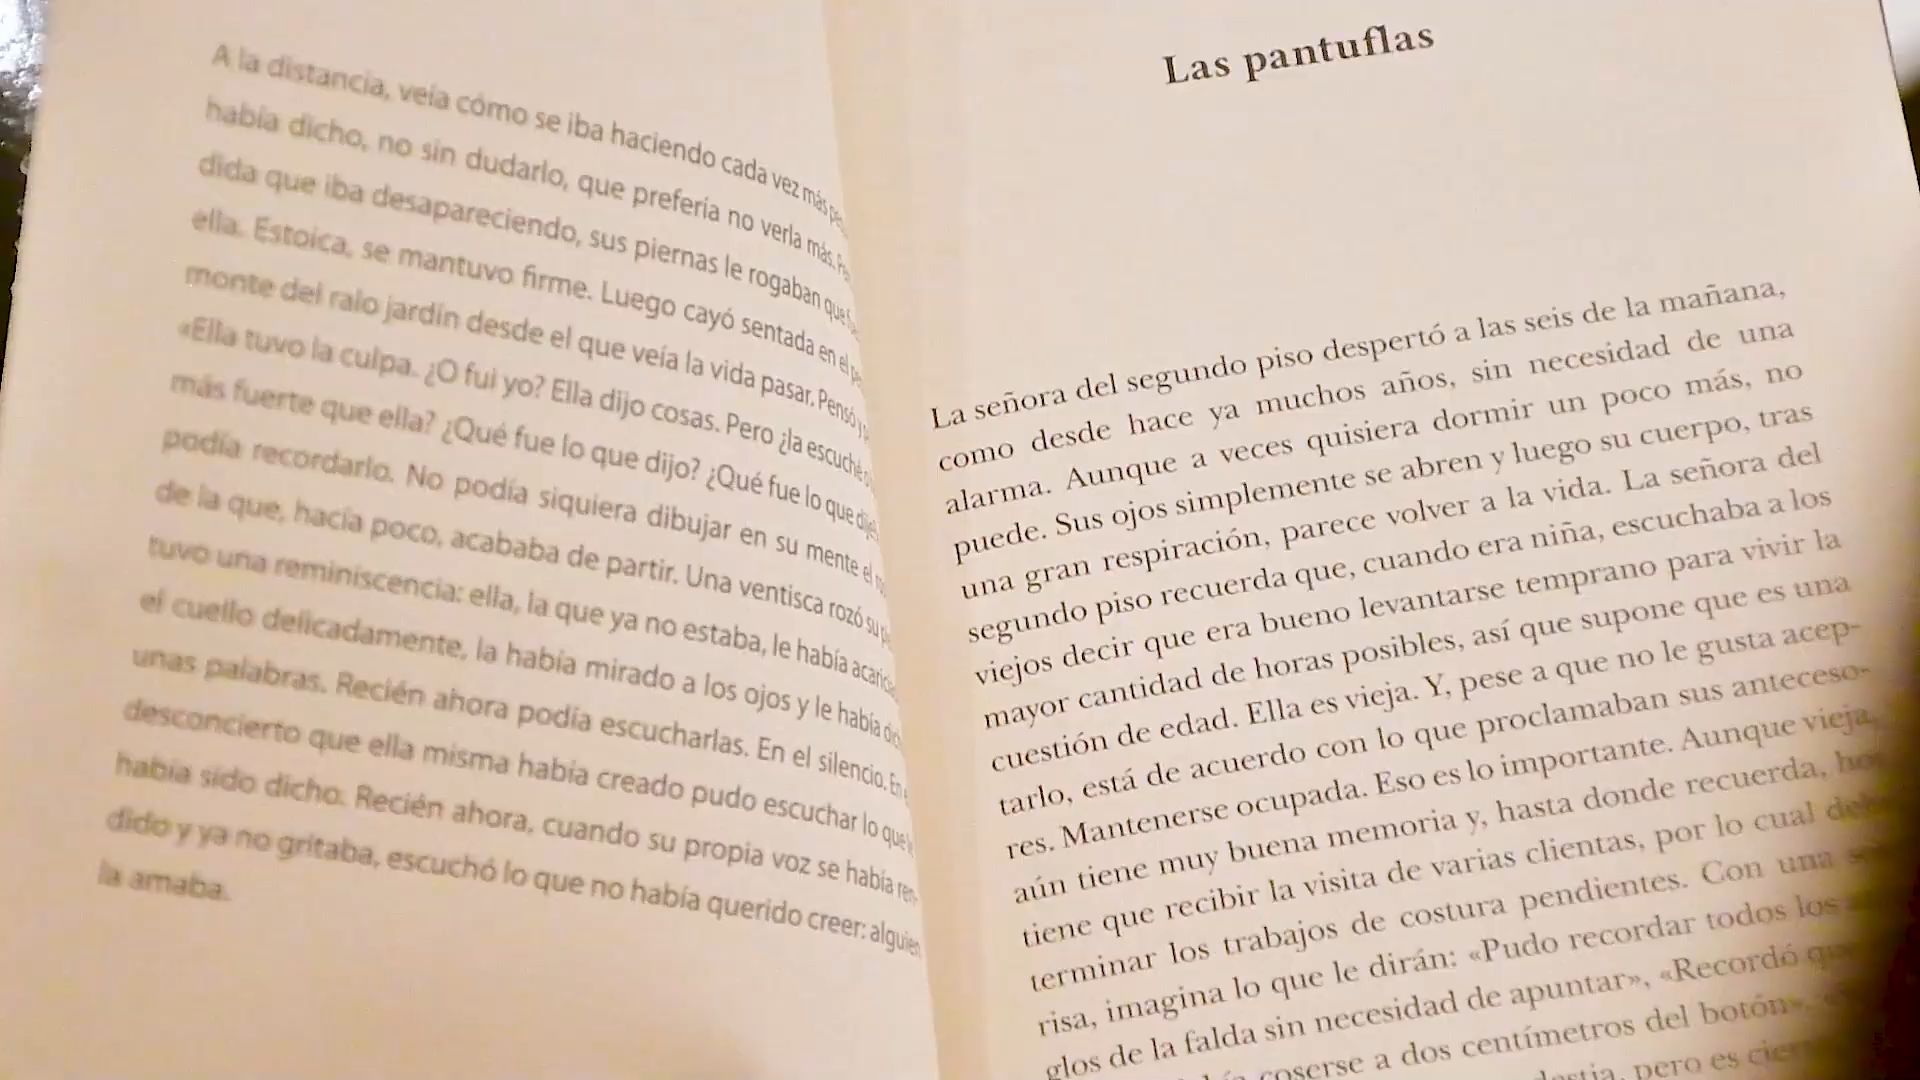 A la distancia, veía cómo se iba haciendo cada vez más
había dicho, no sin dudarlo, que prefería no verla más.
dida que iba desapareciendo, sus piernas le rogaban que
ella. Estoica, se mantuvo firme. Luego cayó sentada en el
monte del ralo jardín desde el que veía la vida pasar. Pensó
«Ella tuvo la culpa. ¿O fui yo? Ella dijo cosas. Pero ¿la escuché
más fuerte que ella? ¿Qué fue lo que dijo? ¿Qué fue lo que
podía recordarlo. No podía siquiera dibujar en su mente el
de la que, hacía poco, acababa de partir. Una ventisca rozó su
tuvo una reminiscencia: ella, la que ya no estaba, le había
el cuello delicadamente, la había mirado a los ojos y le había
unas palabras. Recién ahora podía escucharlas. En el silencio. En
desconcierto que ella misma había creado pudo escuchar lo que
había sido dicho. Recién ahora, cuando su propia voz se había ren-
dido y ya no gritaba, escuchó lo que no había querido creer: alguien
la amaba.
Las pantuflas
La señora del segundo piso despertó a las seis de la mañana,
como desde hace ya muchos años, sin necesidad de una
alarma. Aunque a veces quisiera dormir un poco más, no
puede. Sus ojos simplemente se abren y luego su cuerpo, tras
una gran respiración, parece volver a la vida. La señora del
segundo piso recuerda que, cuando era niña, escuchaba a los
viejos decir que era bueno levantarse temprano para vivir la
mayor cantidad de horas posibles, así que supone que es una
cuestión de edad. Ella es vieja. Y, pese a que no le gusta acep-
tarlo, está de acuerdo con lo que proclamaban sus anteceso-
res. Mantenerse ocupada. Eso es lo importante. Aunque vieja,
aún tiene muy buena memoria y, hasta donde recuerda,
tiene que recibir la visita de varias clientas, por lo cual
terminar los trabajos de costura pendientes. Con una
risa, imagina lo que le dirán: «Pudo recordar todos los
glos de la falda sin necesidad de apuntar», «Recordó
coserse a dos centímetros del botón»,
pero es